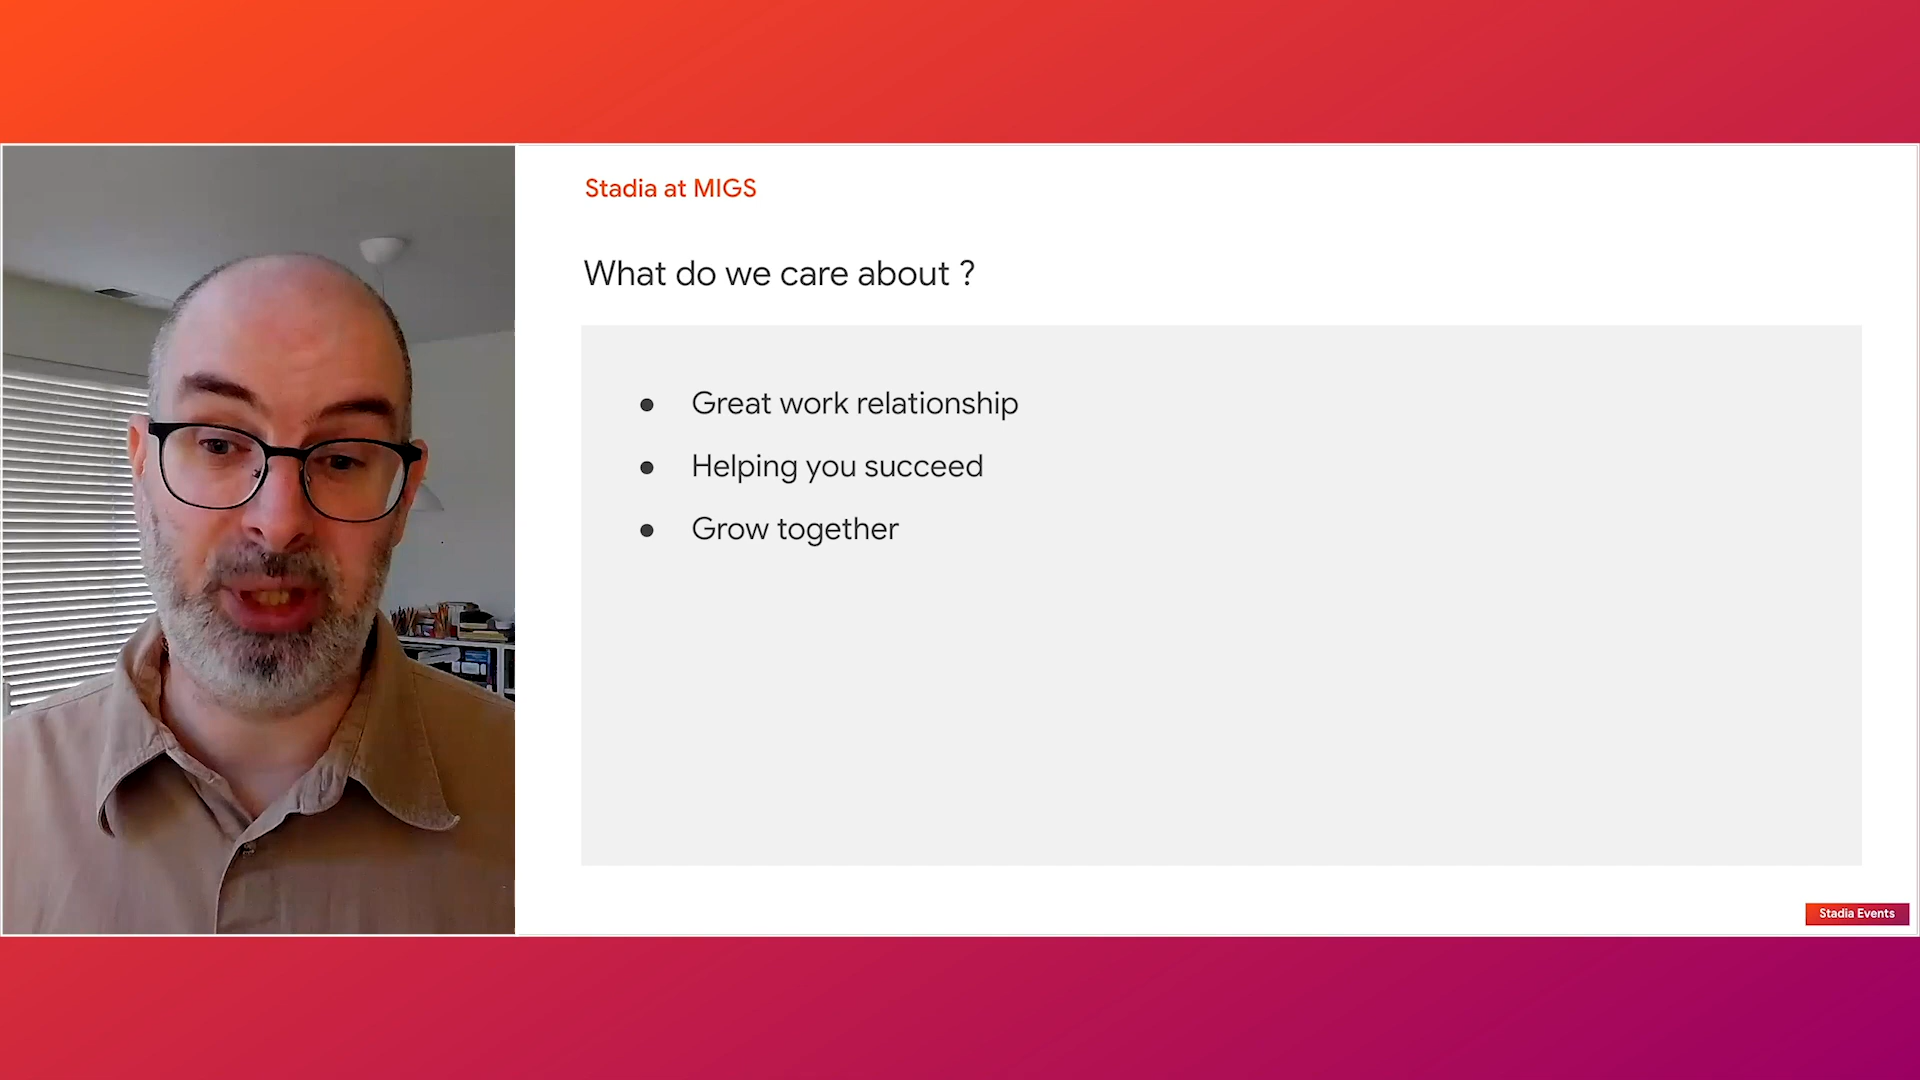 Stadia at MIGS
What do we care about ?
● Great work relationship
● Helping you succeed
● Grow together
Stadia Events